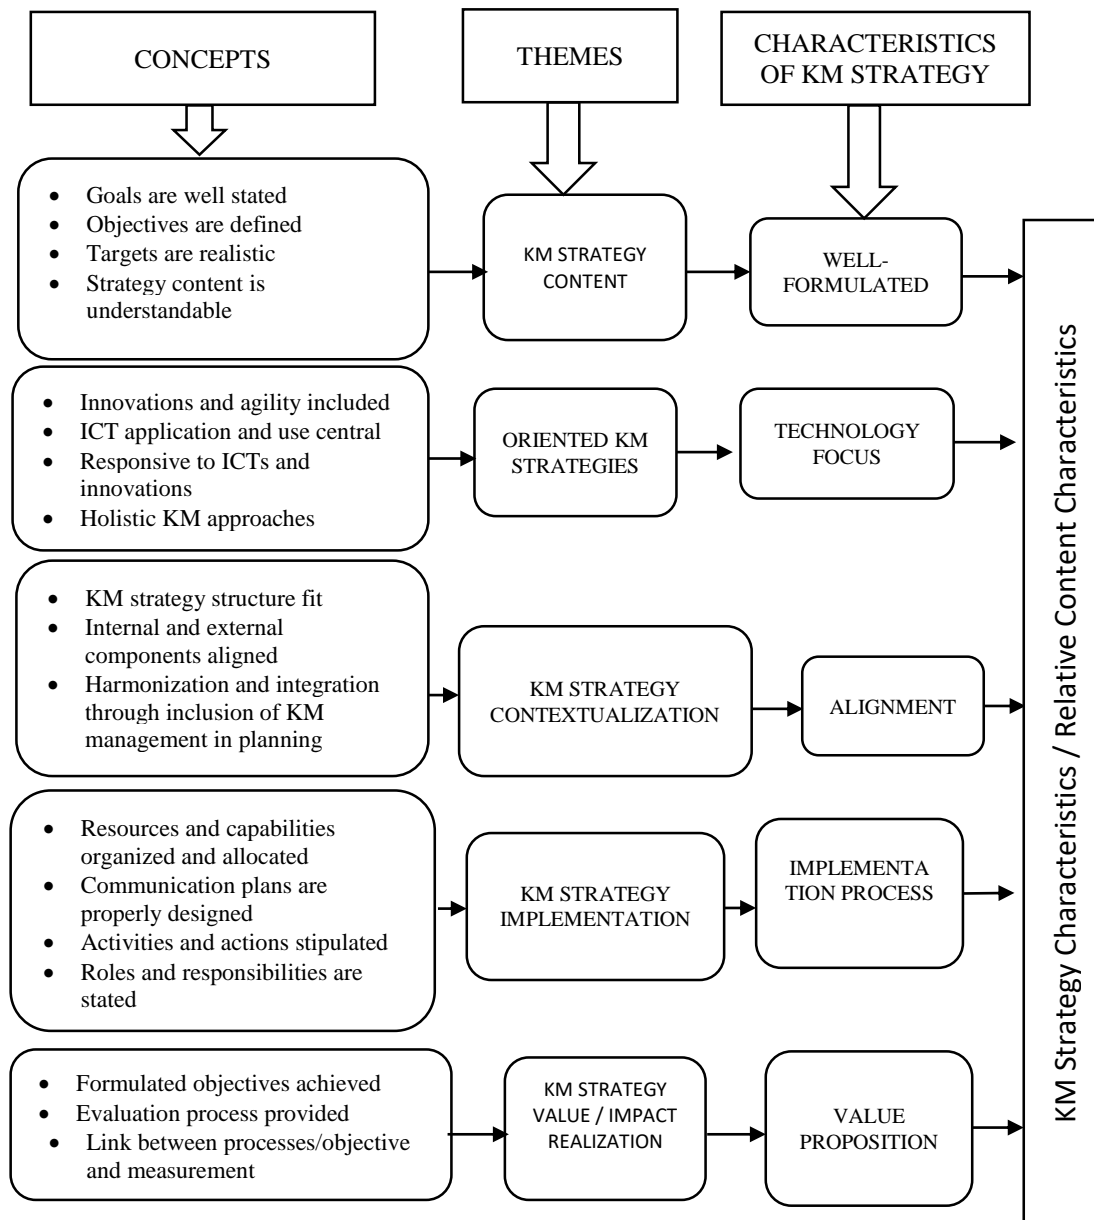 CONCEPTS
THEMES
CHARACTERISTICS
OF KM STRATEGY
• Goals are well stated
• Objectives are defined
• Targets are realistic
• Strategy content is
understandable
KM STRATEGY
CONTENT
WELL-
FORMULATED
• Innovations and agility included
• ICT application and use central
• Responsive to ICTs and
innovations
• Holistic KM approaches
ORIENTED KM
STRATEGIES
TECHNOLOGY
FOCUS
• KM strategy structure fit
• Internal and external
components aligned
• Harmonization and integration
through inclusion of KM
management in planning
KM STRATEGY
CONTEXTUALIZATION
ALIGNMENT
• Resources and capabilities
organized and allocated
• Communication plans are
properly designed
• Activities and actions stipulated
• Roles and responsibilities are
stated
KM STRATEGY
IMPLEMENTATION
IMPLEMENTA
TION PROCESS
• Formulated objectives achieved
• Evaluation process provided
• Link between processes/objective
and measurement
KM STRATEGY
VALUE / IMPACT
REALIZATION
VALUE
PROPOSITION
KM Strategy Characteristics / Relative Content Characteristics